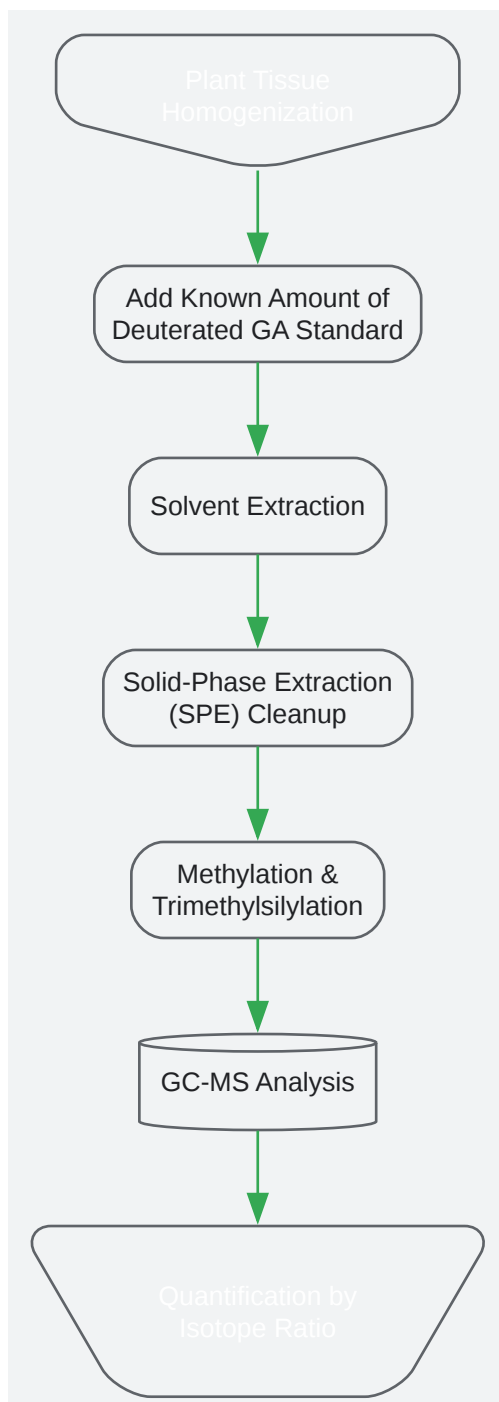 Plant Tissue
Homogenization
Add Known Amount of
Deuterated GA Standard
Solvent Extraction
Solid-Phase Extraction
(SPE) Cleanup
Methylation &
Trimethylsilylation
GC-MS Analysis
Quantification by
Isotope Ratio